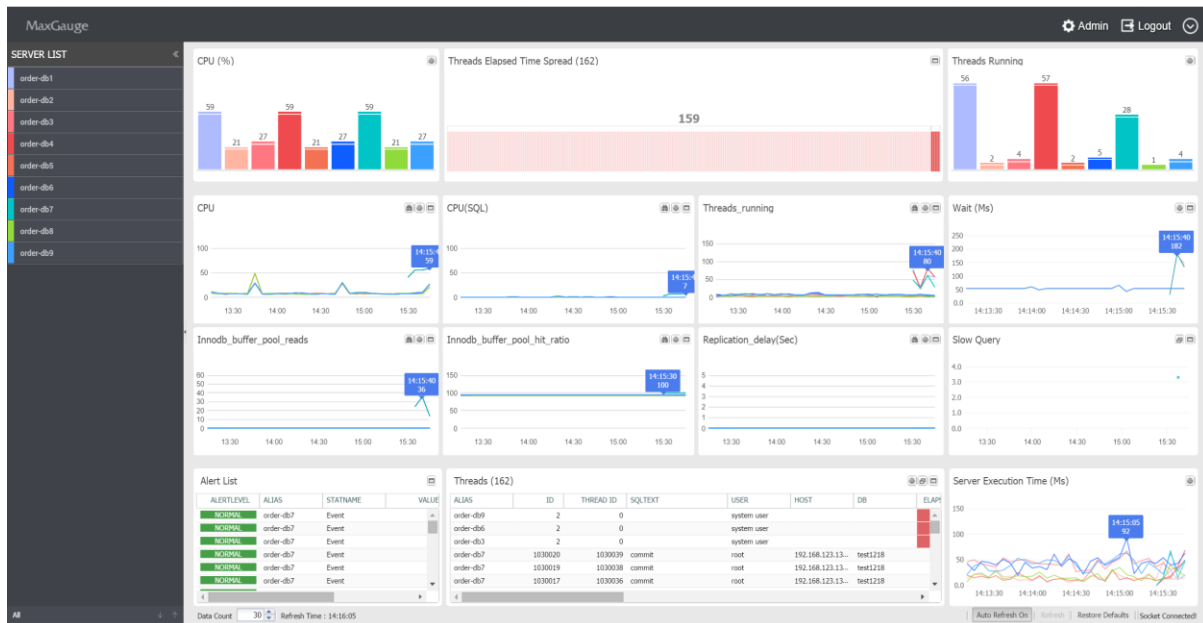 MaxGauge
Admin Logout
SERVER LIST
order-db1
order-db2
order-db3
order-db4
order-db5
order-db6
order-db7
order-db8
order-db9
All
CPU (%)
59 21 27 59 21 27 59 21 27
Threads Elapsed Time Spread (162)
159
Threads Running
56 2 4 57 2 5 28 1 4
CPU
100
50
0
14:15:4
59
13:30 14:00 14:30 15:00 15:30
CPU(SQL)
100
50
0
14:15:4
7
13:30 14:00 14:30 15:00 15:30
Threads_running
150
100
50
0
14:15:40
80
13:30 14:00 14:30 15:00 15:30
Wait (Ms)
250
200
150
100
50
0.0
14:15:40
182
14:13:30 14:14:00 14:14:30 14:15:00 14:15:30
Innodb_buffer_pool_reads
60
50
40
30
20
10
0
14:15:40
36
13:30 14:00 14:30 15:00 15:30
Innodb_buffer_pool_hit_ratio
150
100
50
0
14:15:30
100
13:30 14:00 14:30 15:00 15:30
Replication_delay(Sec)
5
4
3
2
1
0
13:30 14:00 14:30 15:00 15:30
Slow Query
4.0
3.0
2.0
1.0
0.0
13:30 14:00 14:30 15:00 15:30
Alert List
ALERTLEVEL ALIAS STATNAME VALUE
NORMAL order-db7 Event
NORMAL order-db7 Event
NORMAL order-db7 Event
NORMAL order-db7 Event
NORMAL order-db7 Event
NORMAL order-db7 Event
Threads (162)
ALIAS ID THREAD ID SQLTEXT USER HOST DB ELAPS
order-db9 2 0 system user
order-db6 2 0 system user
order-db3 2 0 system user
order-db7 1030020 1030039 commit root 192.168.123.13... test1218
order-db7 1030019 1030038 commit root 192.168.123.13... test1218
order-db7 1030017 1030036 commit root 192.168.123.13... test1218
Server Execution Time (Ms)
150
100
50
0.0
14:15:05
92
14:13:30 14:14:00 14:14:30 14:15:00 14:15:30
Data Count 30 Refresh Time : 14:16:05
Auto Refresh On Refresh Restore Defaults Socket Connected!